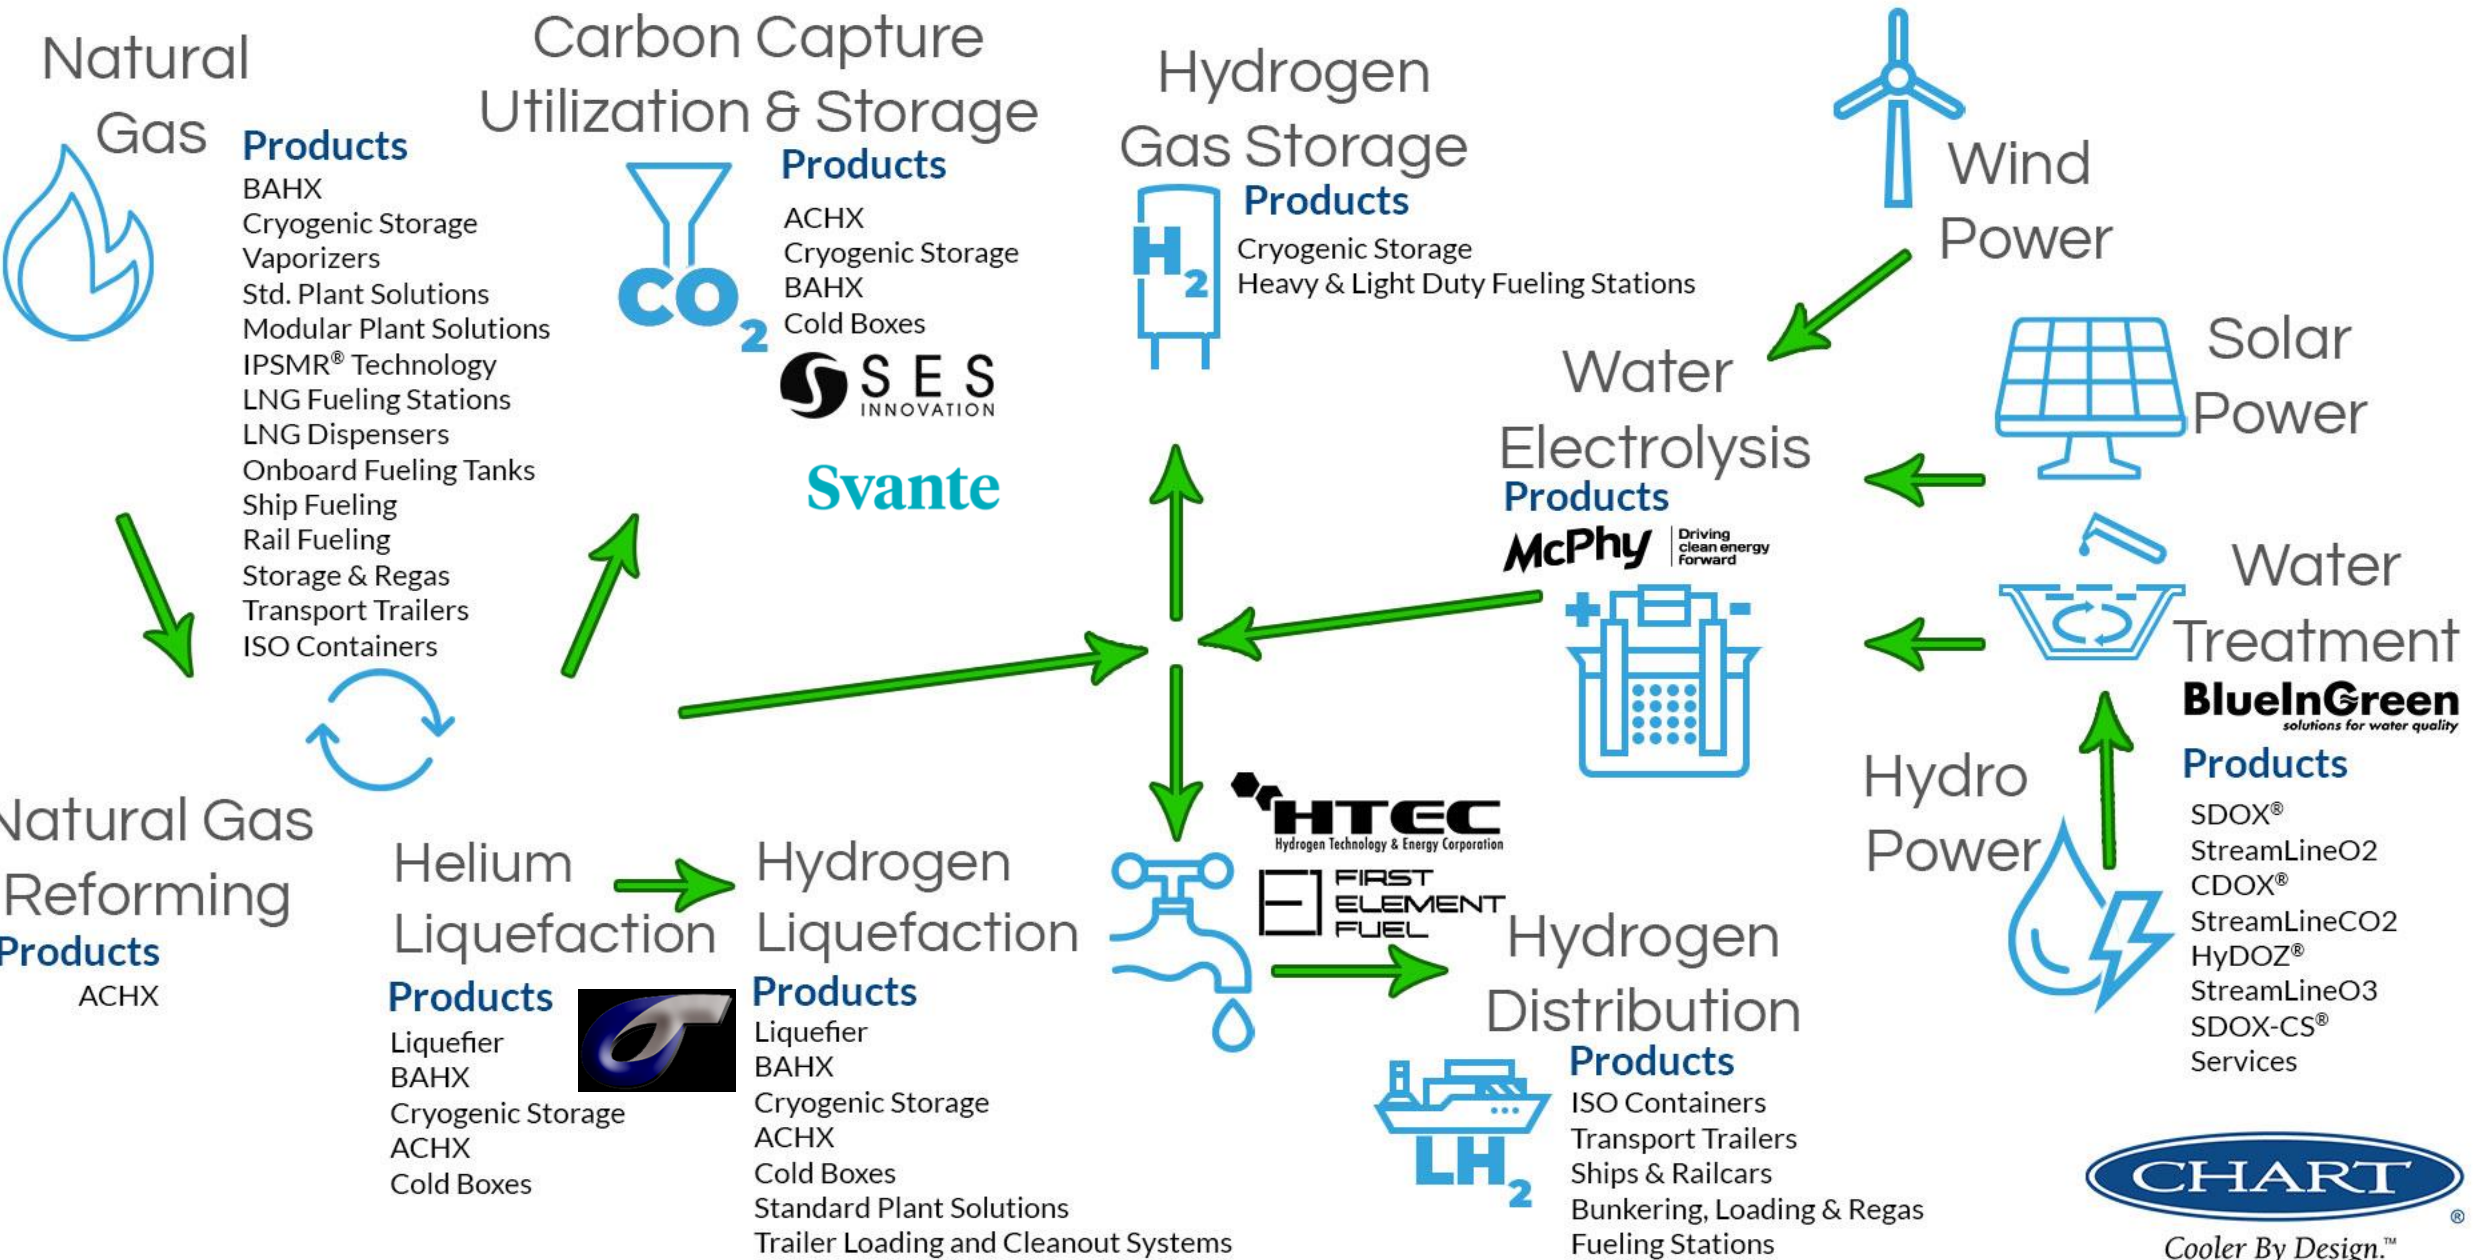 Natural
Gas
Products
BAHX
Cryogenic Storage
Vaporizers
Std. Plant Solutions
Modular Plant Solutions
IPSMR® Technology
LNG Fueling Stations
LNG Dispensers
Onboard Fueling Tanks
Ship Fueling
Rail Fueling
Storage & Regas
Transport Trailers
ISO Containers
Carbon Capture
Utilization & Storage
CO2
Products
ACHX
Cryogenic Storage
BAHX
Cold Boxes
SES
INNOVATION
Svante
Hydrogen
Gas Storage
H2
Products
Cryogenic Storage
Heavy & Light Duty Fueling Stations
Wind
Power
Solar
Power
Water
Electrolysis
Products
McPhy
Driving
clean energy
forward
+ -
Water
Treatment
BlueInGreen
solutions for water quality
Products
SDOX®
StreamLineO2
CDOX®
StreamLineCO2
HyDOZ®
StreamLineO3
SDOX-CS®
Services
Hydro
Power
Natural Gas
Reforming
Products
ACHX
Helium
Liquefaction
Products
Liquefier
BAHX
Cryogenic Storage
ACHX
Cold Boxes
Hydrogen
Liquefaction
Products
Liquefier
BAHX
Cryogenic Storage
ACHX
Cold Boxes
Standard Plant Solutions
Trailer Loading and Cleanout Systems
HTEC
Hydrogen Technology & Energy Corporation
FIRST
ELEMENT
FUEL
Hydrogen
Distribution
LH2
Products
ISO Containers
Transport Trailers
Ships & Railcars
Bunkering, Loading & Regas
Fueling Stations
CHART
®
Cooler By Design.™